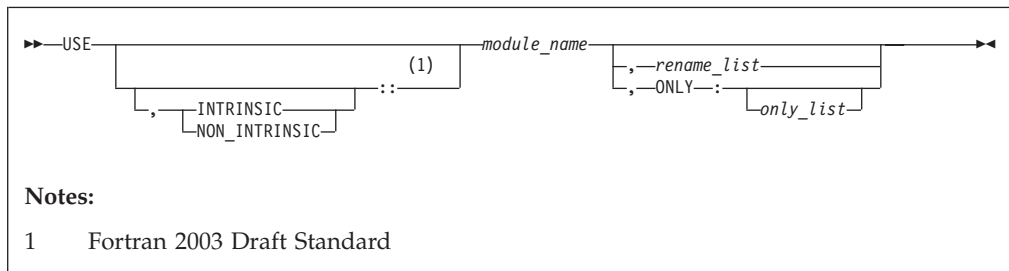 USE module_name
(1) , rename_list
:: , ONLY :
, INTRINSIC only_list
NON_INTRINSIC
Notes:
1 Fortran 2003 Draft Standard